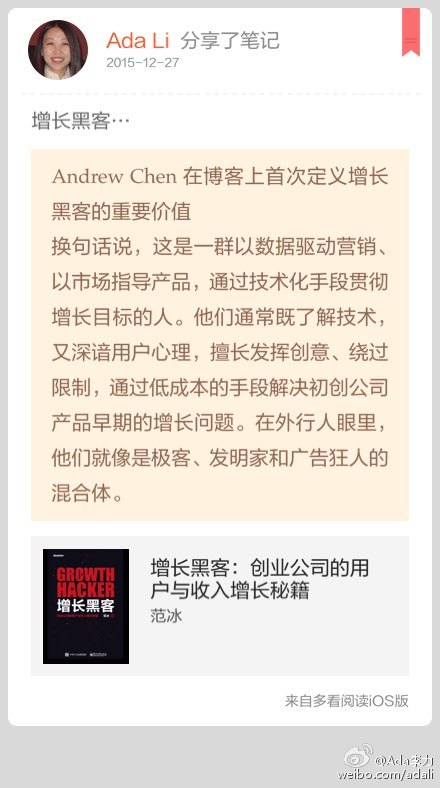 Ada Li 分享了笔记
2015-12-27
增长黑客…
Andrew Chen 在博客上首次定义增长
黑客的重要价值
换句话说，这是一群以数据驱动营销、
以市场指导产品，通过技术化手段贯彻
增长目标的人。他们通常既了解技术，
又深谙用户心理，擅长发挥创意、绕过
限制，通过低成本的手段解决初创公司
产品早期的增长问题。在外行人眼里，
他们就像是极客、发明家和广告狂人的
混合体。
GROWTH
HACKER
增长黑客
范冰
增长黑客：创业公司的用
户与收入增长秘籍
范冰
来自多看阅读iOS版
@Ada李力
weibo.com/adali